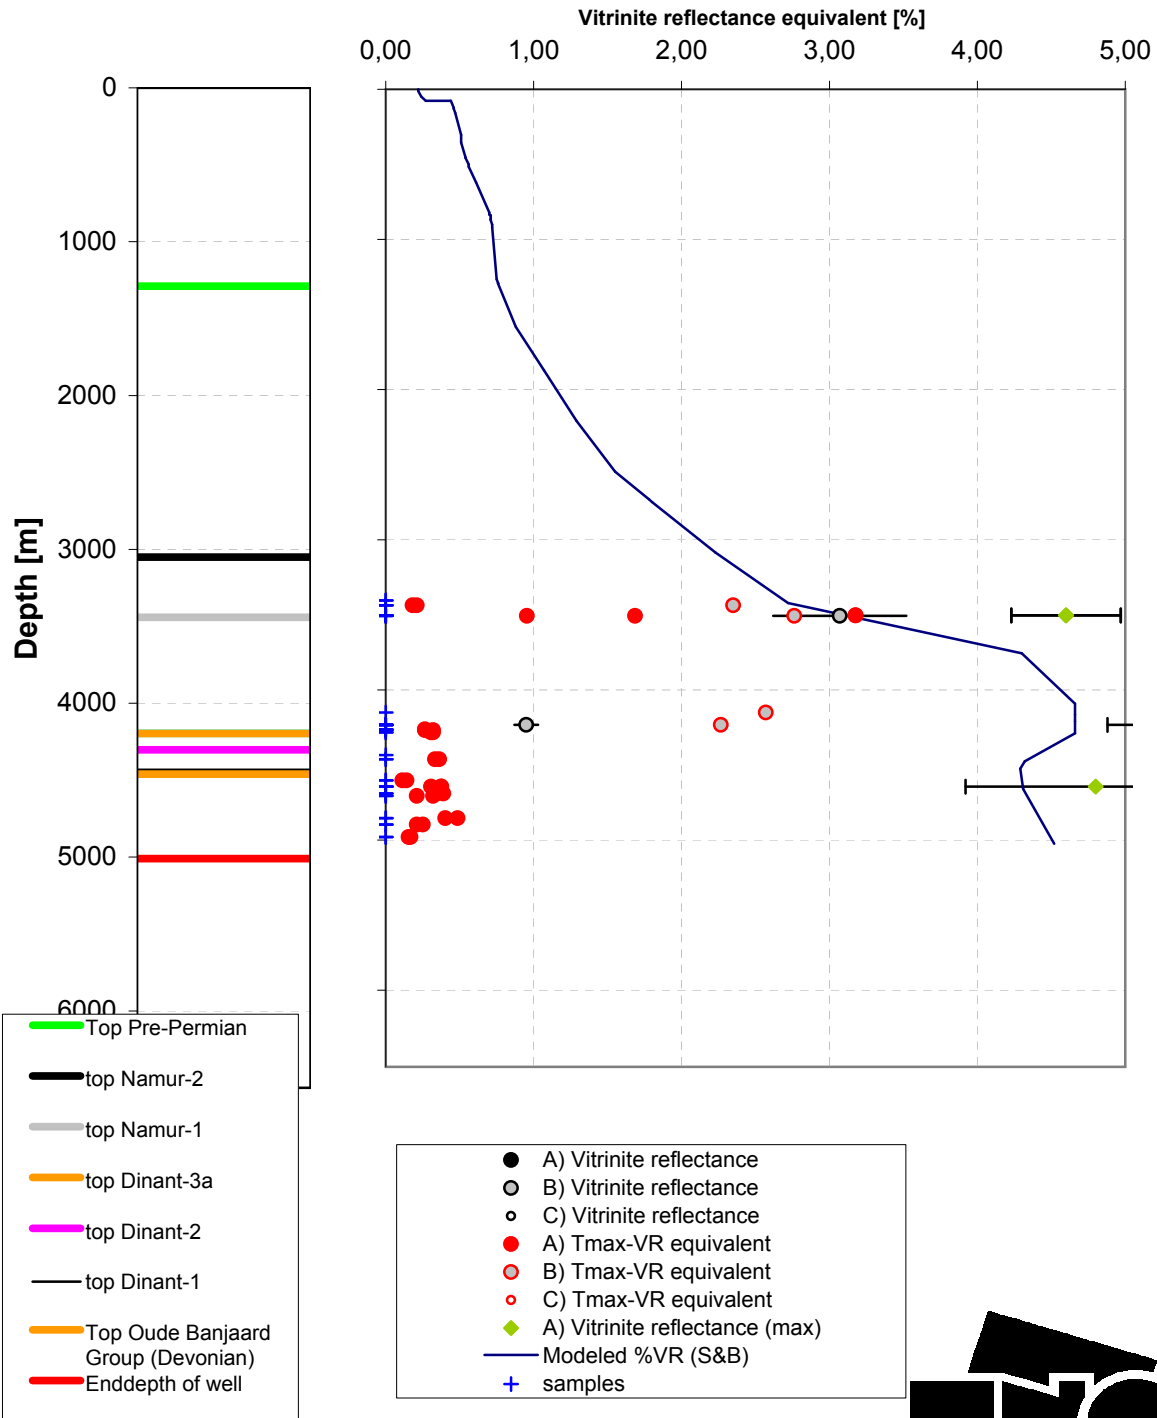 Vitrinite reflectance equivalent [%]
0,00 1,00 2,00 3,00 4,00 5,00
0
1000
2000
3000
4000
5000
6000
Depth [m]
Top Pre-Permian
top Namur-2
top Namur-1
top Dinant-3a
top Dinant-2
top Dinant-1
Top Oude Banjaard
Group (Devonian)
Enddepth of well
A) Vitrinite reflectance
B) Vitrinite reflectance
C) Vitrinite reflectance
A) Tmax-VR equivalent
B) Tmax-VR equivalent
C) Tmax-VR equivalent
A) Vitrinite reflectance (max)
Modeled %VR (S&B)
samples